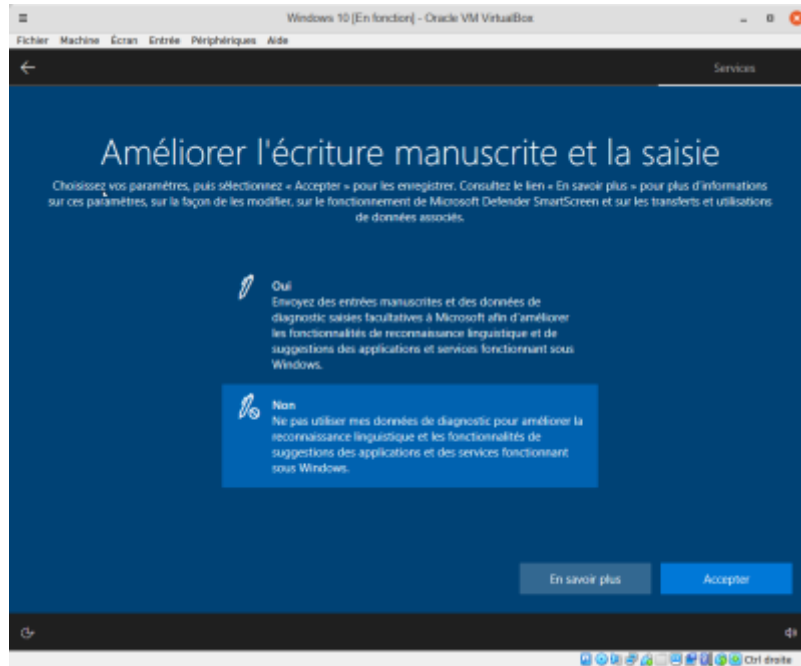 Windows 10 [En fonction] - Oracle VM VirtualBox
Fichier Machine Écran Entrée Périphériques Aide
Services
Améliorer l'écriture manuscrite et la saisie
Choisissez vos paramètres, puis sélectionnez « Accepter » pour les enregistrer. Consultez le lien « En savoir plus » pour plus d'informations
sur ces paramètres, sur la façon de les modifier, sur le fonctionnement de Microsoft Defender SmartScreen et sur les transferts et utilisations
de données associés.
Oui
Envoyez des entrées manuscrites et des données de
diagnostic saisies facultatives à Microsoft afin d'améliorer
les fonctionnalités de reconnaissance linguistique et de
suggestions des applications et services fonctionnant sous
Windows.
Non
Ne pas utiliser mes données de diagnostic pour améliorer la
reconnaissance linguistique et les fonctionnalités de
suggestions des applications et des services fonctionnant
sous Windows.
En savoir plus
Accepter
Ctrl droite